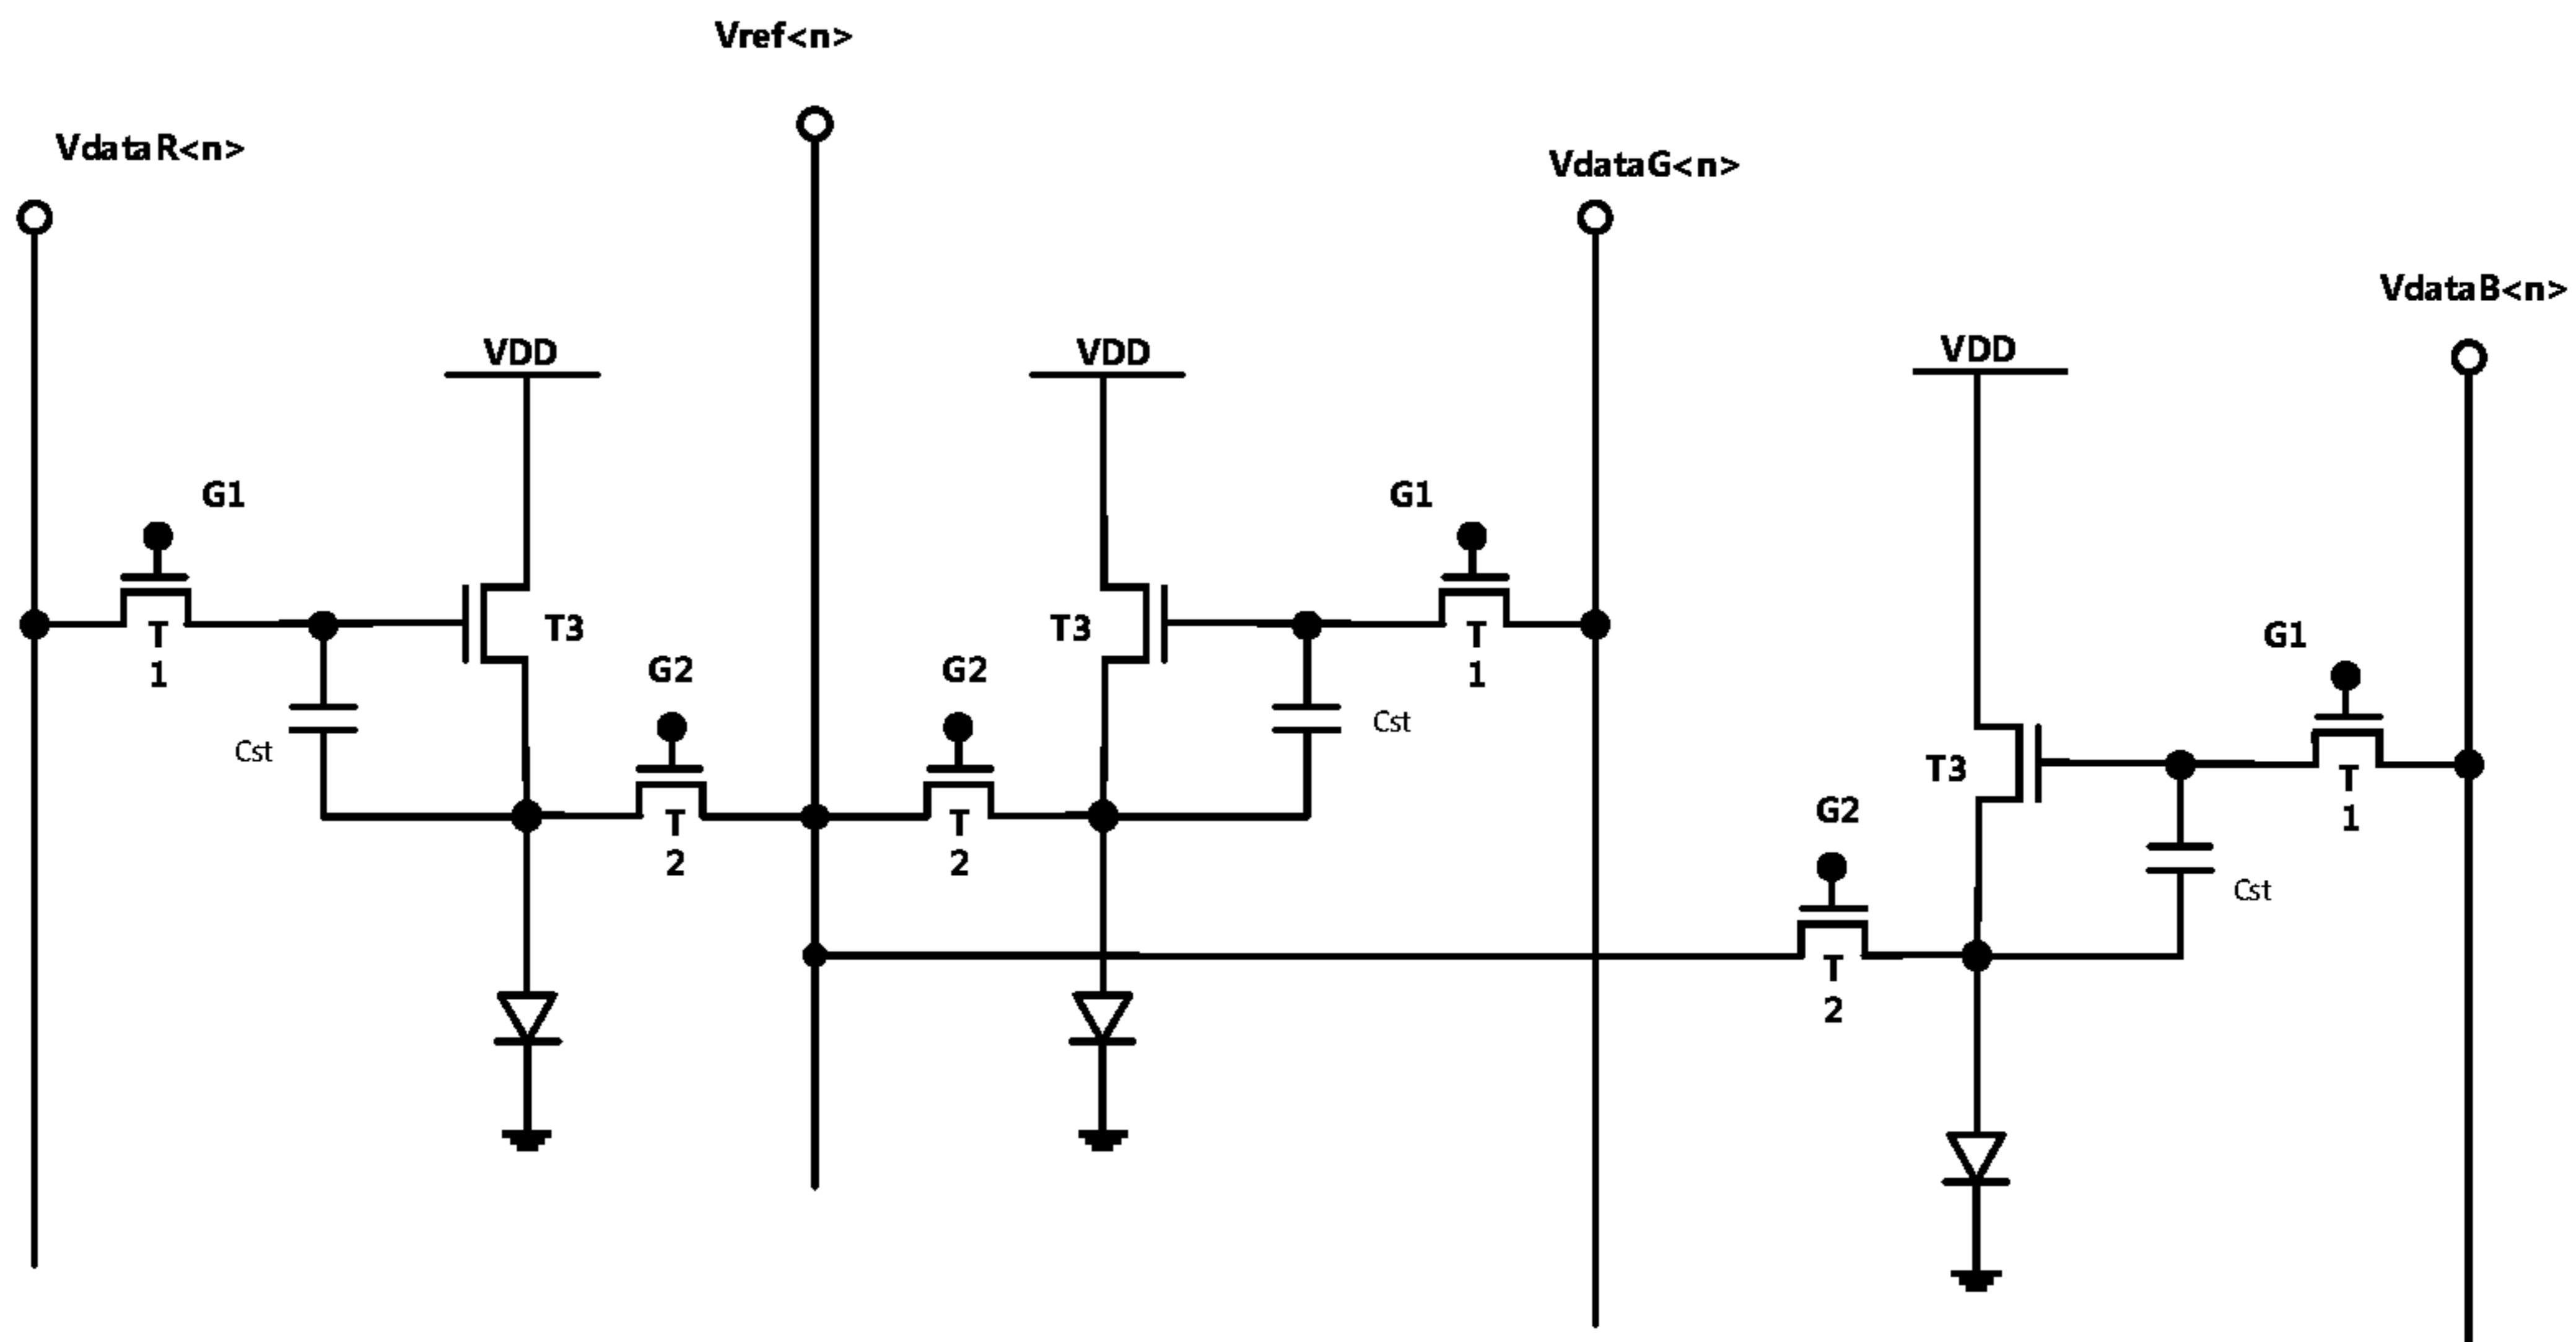 Vref<n>
VdataR<n>
VdataG<n>
VdataB<n>
VDD
VDD
VDD
G1
G1
T3
T3
T
1
T
1
G1
G2
G2
Cst
Cst
T3
T
1
G2
T
2
T
2
Cst
T
2